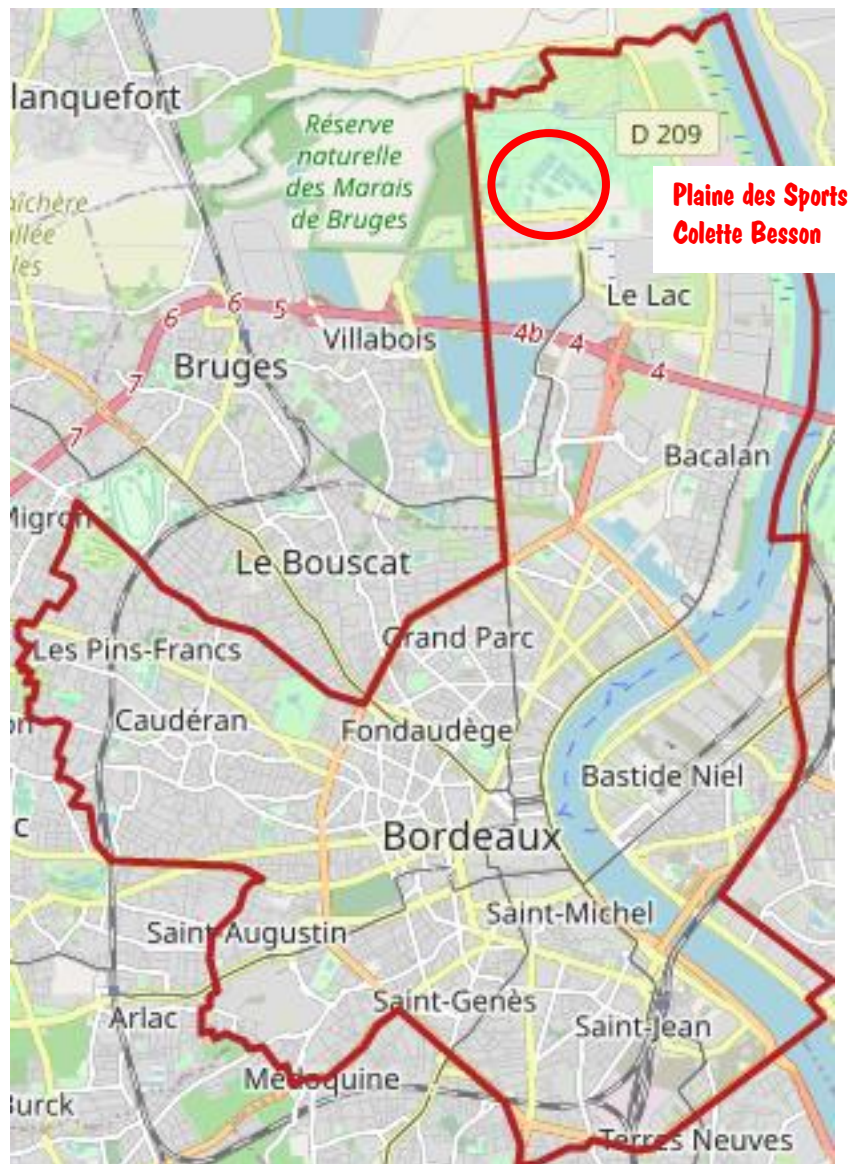 lanquefort
Réserve
naturelle
des Marais
de Bruges
D 209
Plaine des Sports
Colette Besson
Le Lac
6
6
5
Villabois
4b
4
4
Bruges
7
7
Bacalan
Le Bouscat
Grand Parc
Les Pins-Francs
Caudéran
Fondaudège
Bastide Niel
c
Bordeaux
Saint-Michel
Saint-Augustin
Saint-Genès
Arlac
Saint-Jean
Médoquine
Burck
Terres Neuves